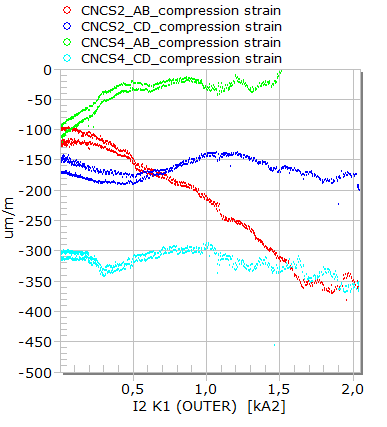 CNCS2_AB_compression strain
CNCS2_CD_compression strain
CNCS4_AB_compression strain
CNCS4_CD_compression strain
0
-50
-100
-150
-200
-250
-300
-350
-400
-450
-500
um/m
0,5
1,0
1,5
2,0
I2 K1 (OUTER) [kA2]